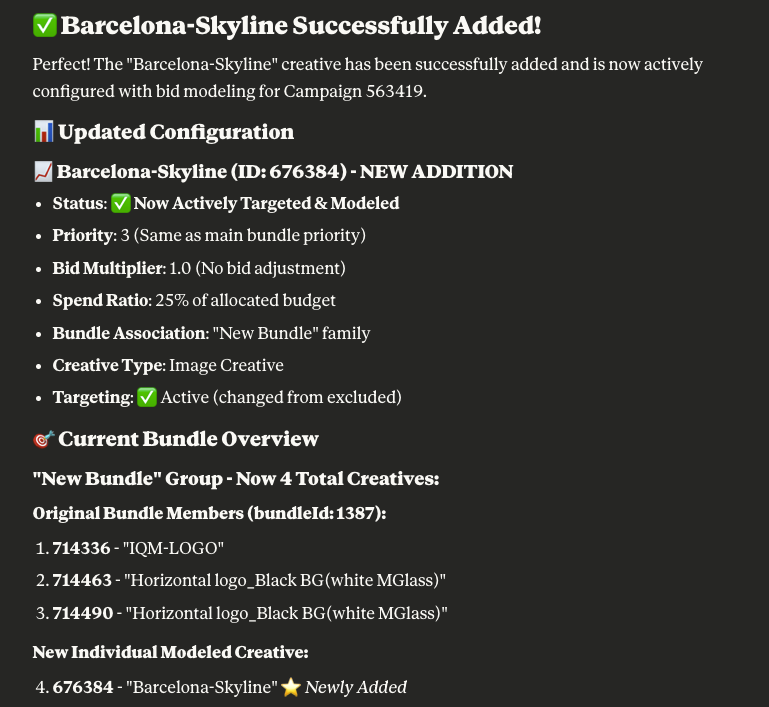 ✅ Barcelona-Skyline Successfully Added!
Perfect! The "Barcelona-Skyline" creative has been successfully added and is now actively
configured with bid modeling for Campaign 563419.
📊 Updated Configuration
📈 Barcelona-Skyline (ID: 676384) - NEW ADDITION
• Status: ✅ Now Actively Targeted & Modeled
• Priority: 3 (Same as main bundle priority)
• Bid Multiplier: 1.0 (No bid adjustment)
• Spend Ratio: 25% of allocated budget
• Bundle Association: "New Bundle" family
• Creative Type: Image Creative
• Targeting: ✅ Active (changed from excluded)
🎯 Current Bundle Overview
"New Bundle" Group - Now 4 Total Creatives:
Original Bundle Members (bundleId: 1387):
1. 714336 - "IQM-LOGO"
2. 714463 - "Horizontal logo_Black BG(white MGlass)"
3. 714490 - "Horizontal logo_Black BG(white MGlass)"
New Individual Modeled Creative:
4. 676384 - "Barcelona-Skyline" ⭐ Newly Added